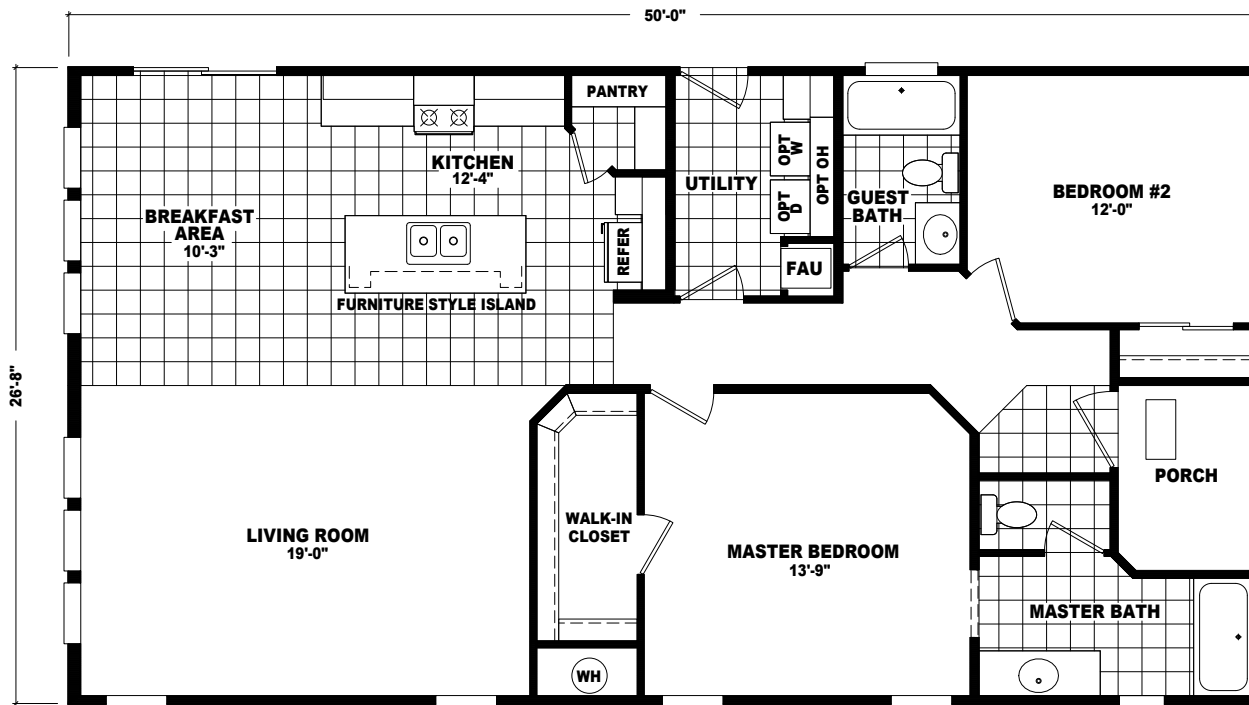 50'-0"
26'-8"
PANTRY
KITCHEN
12'-4"
BREAKFAST
AREA
10'-3"
REFER
FURNITURE STYLE ISLAND
UTILITY
OPT
W
OPT
D
OPT OH
FAU
GUEST
BATH
BEDROOM #2
12'-0"
LIVING ROOM
19'-0"
WALK-IN
CLOSET
WH
MASTER BEDROOM
13'-9"
PORCH
MASTER BATH